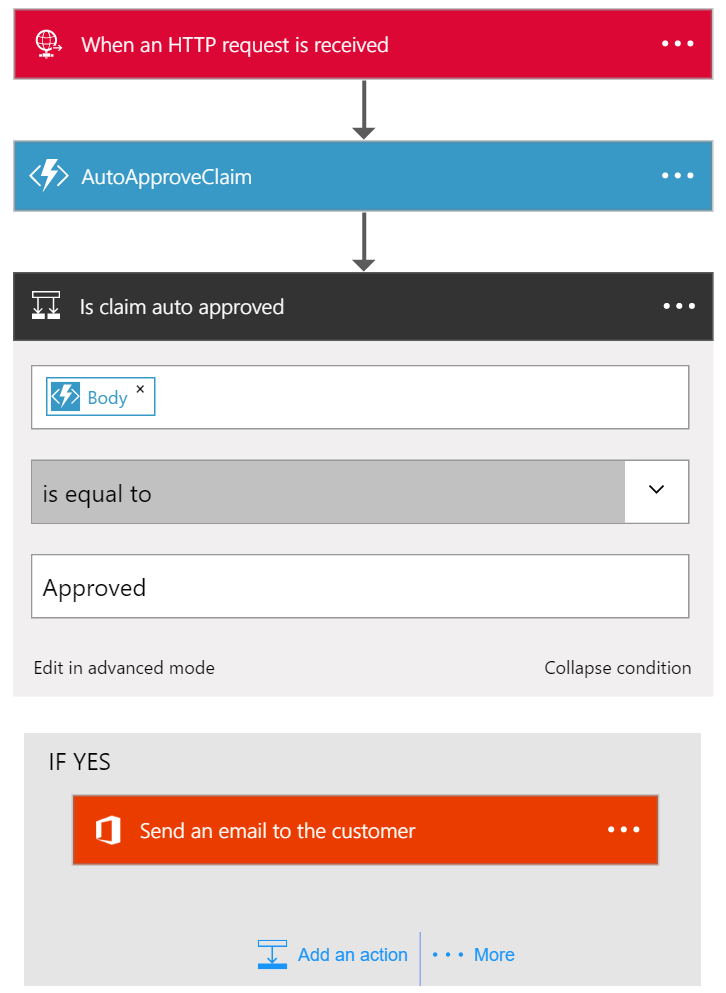 When an HTTP request is received
AutoApproveClaim
Is claim auto approved
Body ×
is equal to
Approved
Edit in advanced mode Collapse condition
IF YES
Send an email to the customer
Add an action More